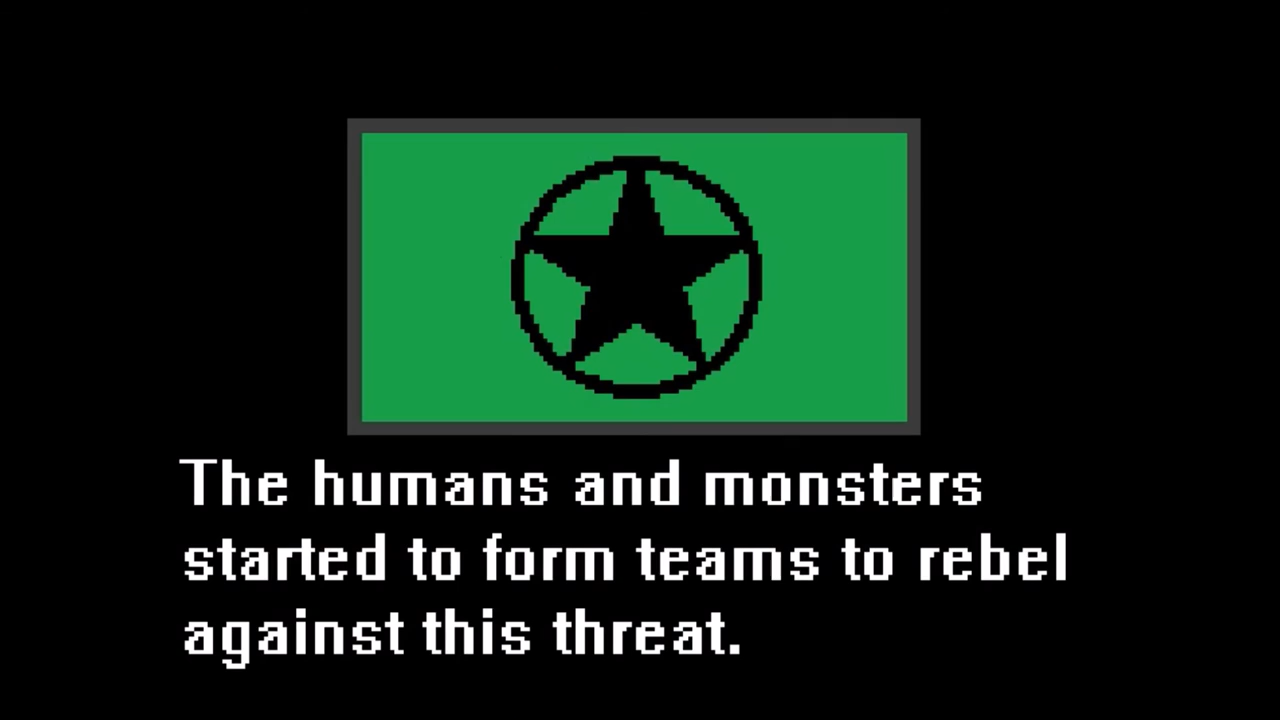 The humans and monsters
started to form teams to rebel
against this threat.